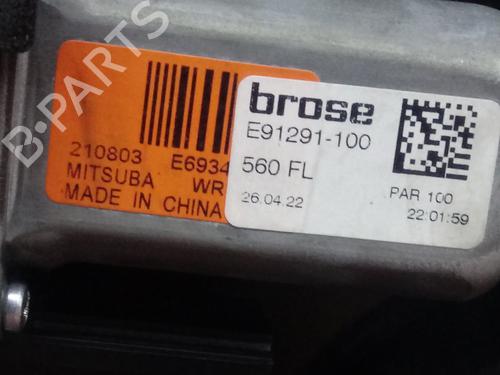 B-PARTS
210803 E6934
MITSUBA WR
MADE IN CHINA
brose
E91291-100
560 FL
26.04.22
PAR 100
22:01:59